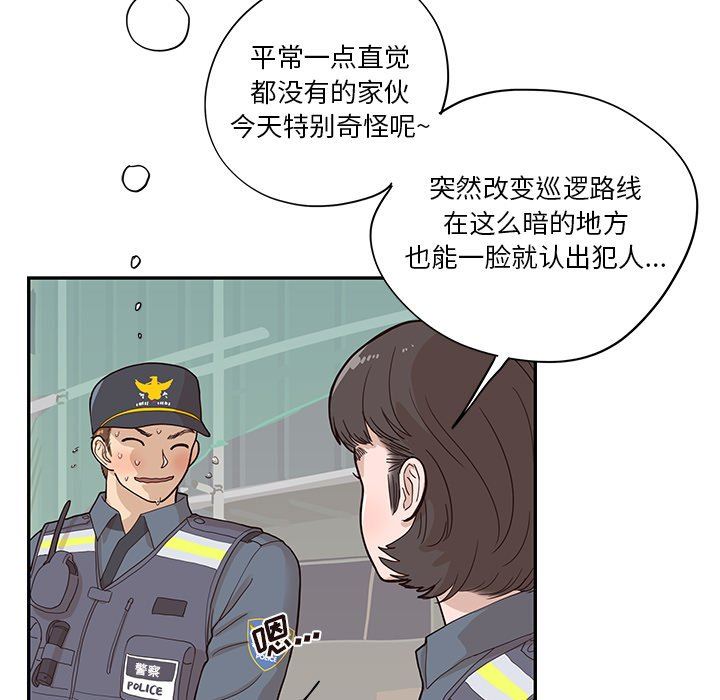 平常一点直觉
都没有的家伙
今天特别奇怪呢~
突然改变巡逻路线
在这么暗的地方
也能一脸就认出犯人...
嗯...
POLICE
警察
POLICE